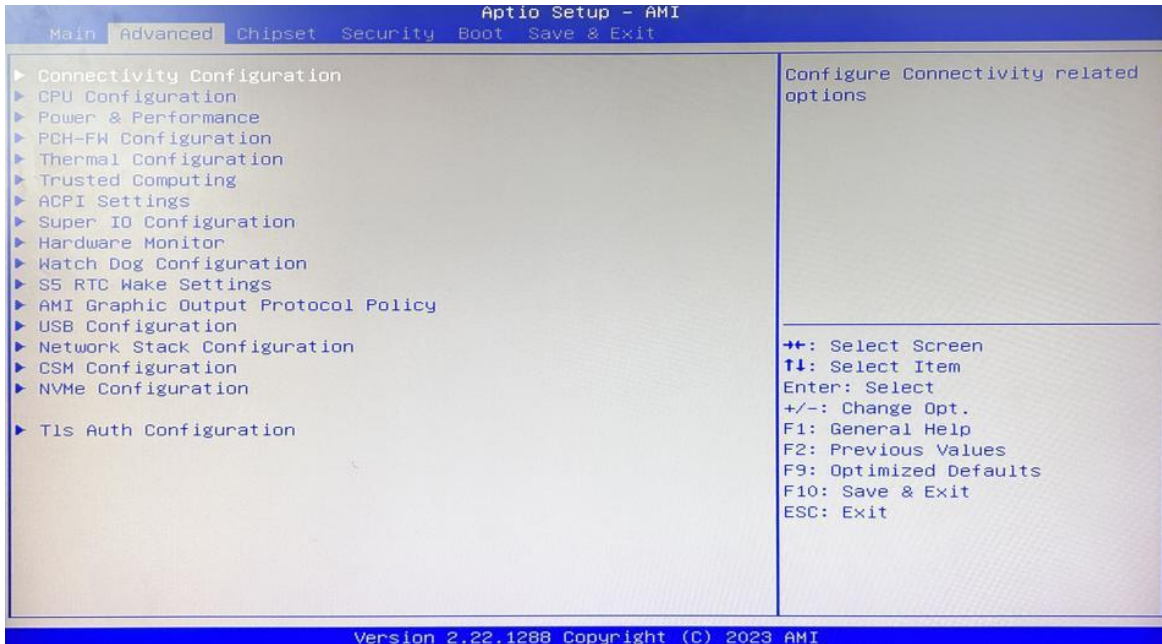 Aptio Setup - AMI
Main Advanced Chipset Security Boot Save & Exit
▶ Connectivity Configuration
▶ CPU Configuration
▶ Power & Performance
▶ PCH-FW Configuration
▶ Thermal Configuration
▶ Trusted Computing
▶ ACPI Settings
▶ Super IO Configuration
▶ Hardware Monitor
▶ Watch Dog Configuration
▶ S5 RTC Wake Settings
▶ AMI Graphic Output Protocol Policy
▶ USB Configuration
▶ Network Stack Configuration
▶ CSM Configuration
▶ NVMe Configuration
▶ Tls Auth Configuration
Configure Connectivity related
options
→←: Select Screen
↑↓: Select Item
Enter: Select
+/-: Change Opt.
F1: General Help
F2: Previous Values
F9: Optimized Defaults
F10: Save & Exit
ESC: Exit
Version 2.22.1288 Copyright (C) 2023 AMI